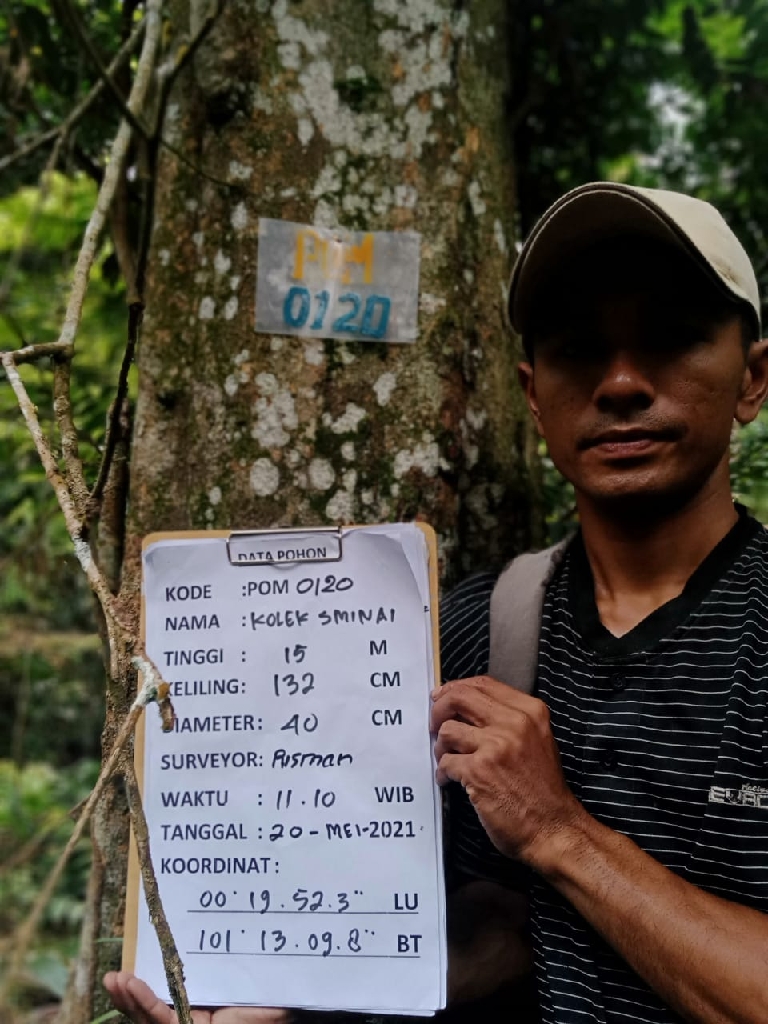 POM
0120
DATA POHON
KODE :POM 0120
NAMA :KOLEK SMINAI
TINGGI : 15 M
KELILING: 132 CM
DIAMETER: 40 CM
SURVEYOR: Pusman
WAKTU : 11.10 WIB
TANGGAL : 20-MEI-2021
KOORDINAT:
00° 19. 52.3" LU
101° 13. 09.8" BT